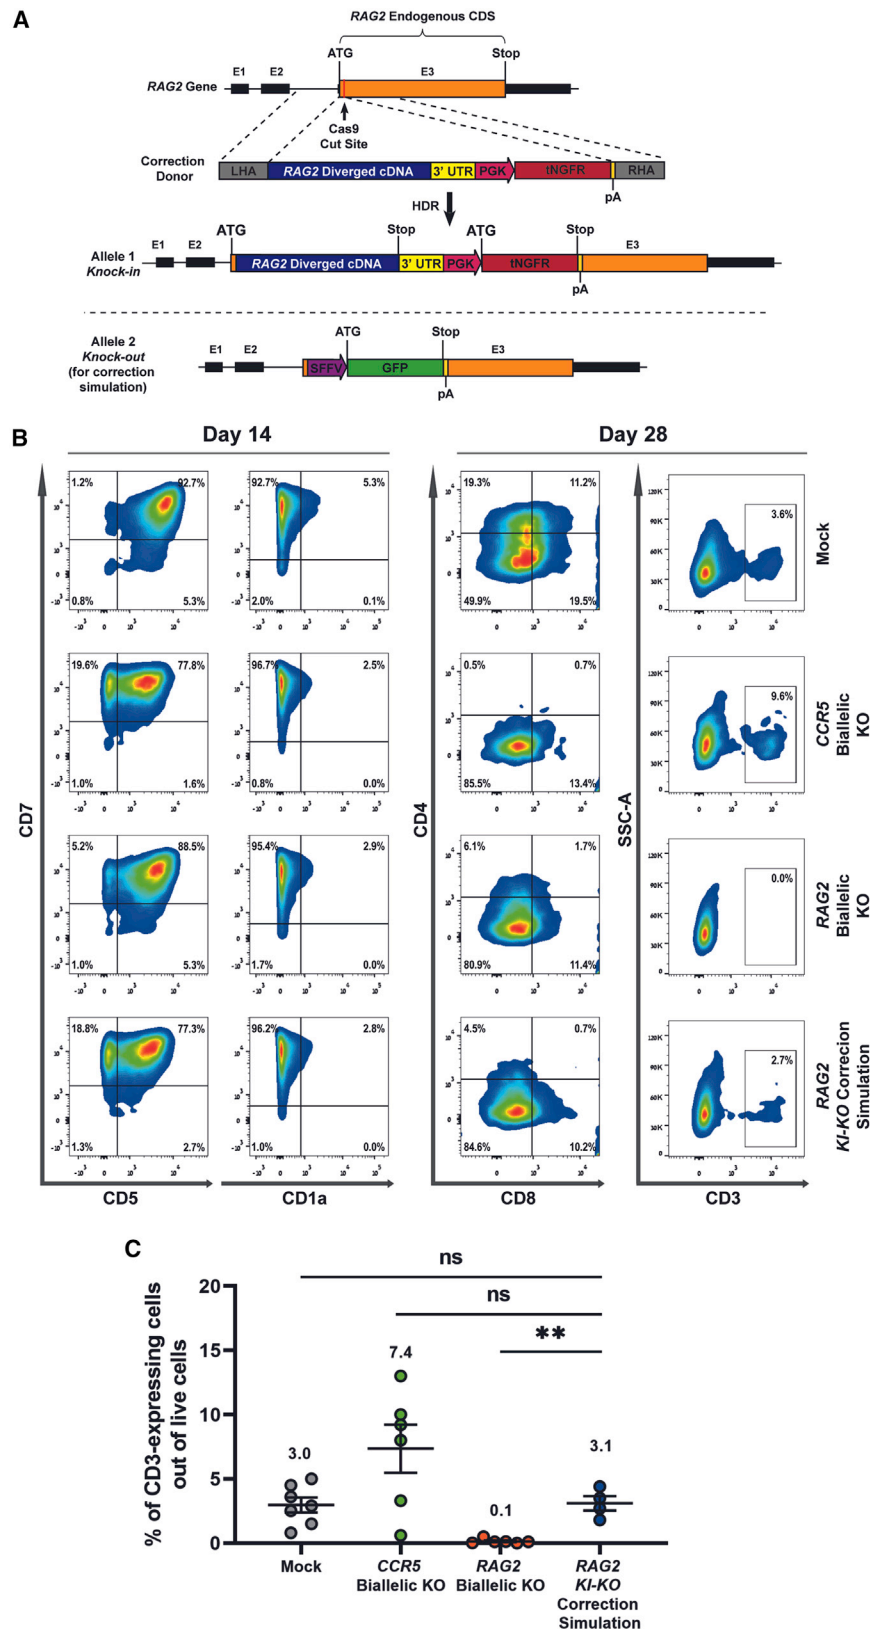 A
RAG2 Endogenous CDS
ATG
Stop
E1
E2
E3
RAG2 Gene
Cas9
Cut Site
Correction
Donor
LHA
RAG2 Diverged cDNA
3' UTR
PGK
tNGFR
RHA
pA
HDR
ATG
Stop
ATG
Stop
E1
E2
E3
Allele 1
Knock-in
RAG2 Diverged cDNA
3' UTR
PGK
tNGFR
pA
Allele 2
Knock-out
(for correction
simulation)
ATG
Stop
E1
E2
E3
SFFV
GFP
pA
B
Day 14
Day 28
1.2%
92.7%
0.8%
5.3%
92.7%
5.3%
2.0%
0.1%
19.3%
11.2%
49.9%
19.5%
3.6%
Mock
19.6%
77.8%
1.0%
1.6%
96.7%
2.5%
0.8%
0.0%
0.5%
0.7%
85.5%
13.4%
9.6%
CCR5
Biallelic
KO
5.2%
88.5%
1.0%
5.3%
95.4%
2.9%
1.7%
0.0%
6.1%
1.7%
80.9%
11.4%
0.0%
RAG2
Biallelic
KO
18.8%
77.3%
1.3%
2.7%
96.2%
2.8%
1.0%
0.0%
4.5%
0.7%
84.6%
10.2%
2.7%
RAG2
KI-KO Correcion
Simulation
CD7
CD4
SSC-A
CD5
CD1a
CD8
CD3
C
ns
ns
**
% of CD3-expressing cells
out of live cells
20
15
10
5
0
3.0
7.4
0.1
3.1
Mock
CCR5
Biallelic KO
RAG2
Biallelic KO
RAG2
KI-KO
Correction
Simulation